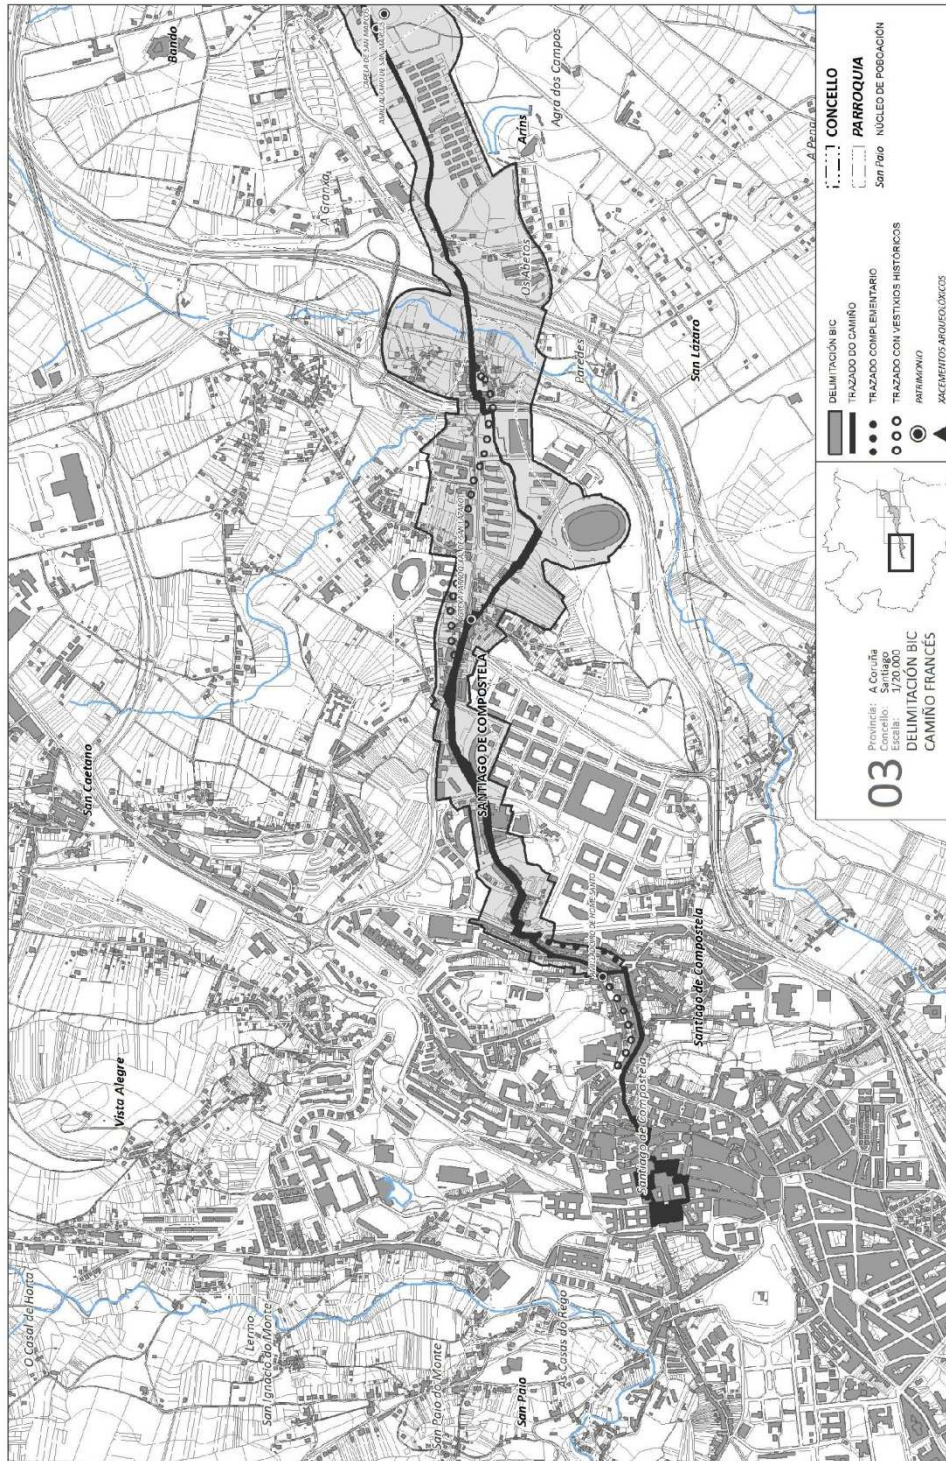 Bando
A Granxa
Agra dos Campos
Aríns
Os Abetos
A Pena
Paredes
San Lázaro
San Caetano
SANTIAGO DE COMPOSTELA
Vista Alegre
Santiago de Compostela
Santiago de Compostela
O Casal de Horta
Lermo
San Ignacio do Monte
San Paio do Monte
San Paio
As Casas do Rego
03
Provincia: A Coruña
Concello: Santiago
Escala: 1/20.000
DELIMITACIÓN BIC
CAMIÑO FRANCÉS
DELIMITACIÓN BIC
TRAZADO DO CAMIÑO
TRAZADO COMPLEMENTARIO
TRAZADO CON VESTIXIOS HISTÓRICOS
PATRIMONIO
XACEMENTOS ARQUEOLÓXICOS
CONCELLO
PARROQUIA
San Paio NÚCLEO DE POBOACIÓN